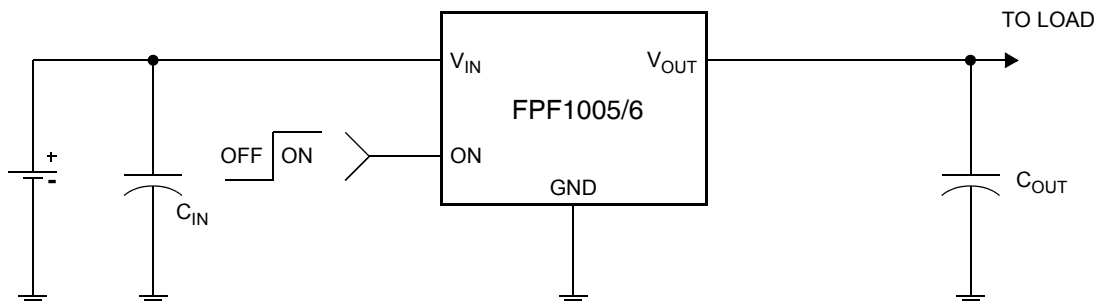 TO LOAD
V_IN
V_OUT
FPF1005/6
OFF
ON
ON
GND
C_IN
C_OUT
+
-